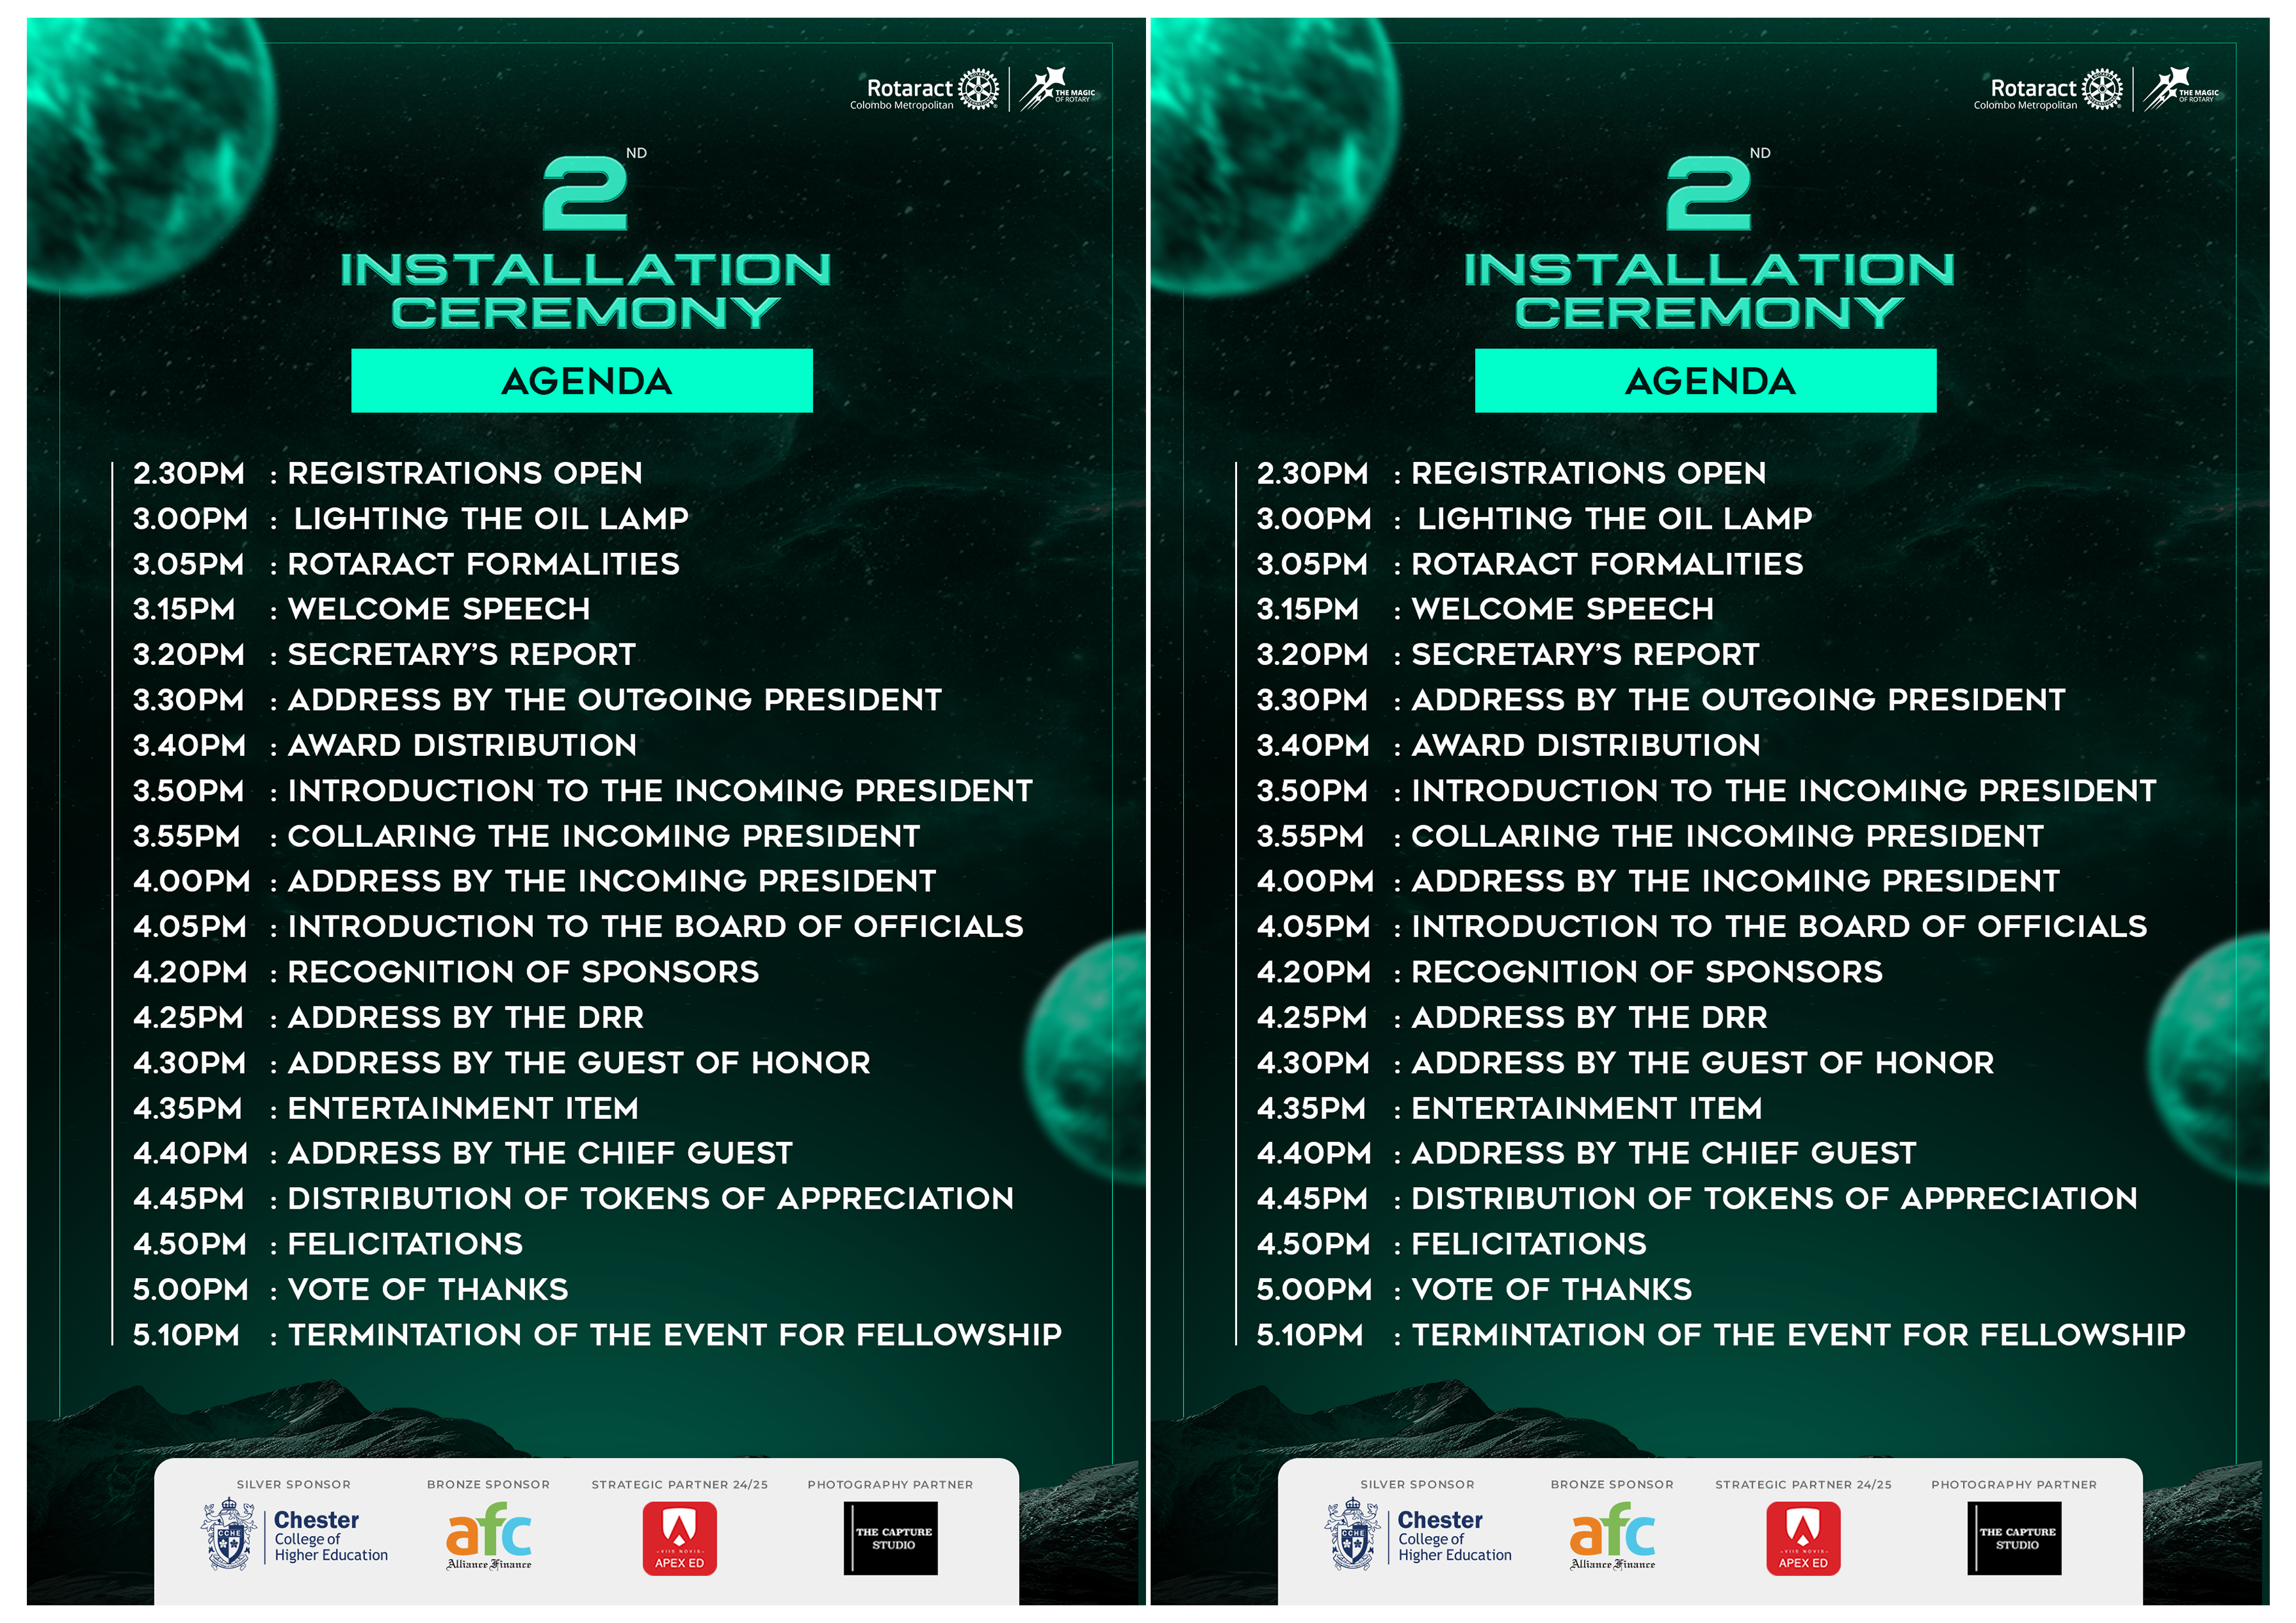 Rotaract
Colombo Metropolitan
THE MAGIC
OF ROTARY
2ND
INSTALLATION
CEREMONY
AGENDA
2.30PM : REGISTRATIONS OPEN
3.00PM : LIGHTING THE OIL LAMP
3.05PM : ROTARACT FORMALITIES
3.15PM : WELCOME SPEECH
3.20PM : SECRETARY'S REPORT
3.30PM : ADDRESS BY THE OUTGOING PRESIDENT
3.40PM : AWARD DISTRIBUTION
3.50PM : INTRODUCTION TO THE INCOMING PRESIDENT
3.55PM : COLLARING THE INCOMING PRESIDENT
4.00PM : ADDRESS BY THE INCOMING PRESIDENT
4.05PM : INTRODUCTION TO THE BOARD OF OFFICIALS
4.20PM : RECOGNITION OF SPONSORS
4.25PM : ADDRESS BY THE DRR
4.30PM : ADDRESS BY THE GUEST OF HONOR
4.35PM : ENTERTAINMENT ITEM
4.40PM : ADDRESS BY THE CHIEF GUEST
4.45PM : DISTRIBUTION OF TOKENS OF APPRECIATION
4.50PM : FELICITATIONS
5.00PM : VOTE OF THANKS
5.10PM : TERMINTATION OF THE EVENT FOR FELLOWSHIP
SILVER SPONSOR
CCHE
Chester
College of
Higher Education
BRONZE SPONSOR
afc
Alliance Finance
STRATEGIC PARTNER 24/25
VIIS NOVIS
APEX ED
PHOTOGRAPHY PARTNER
THE CAPTURE
STUDIO
Rotaract
Colombo Metropolitan
THE MAGIC
OF ROTARY
2ND
INSTALLATION
CEREMONY
AGENDA
2.30PM : REGISTRATIONS OPEN
3.00PM : LIGHTING THE OIL LAMP
3.05PM : ROTARACT FORMALITIES
3.15PM : WELCOME SPEECH
3.20PM : SECRETARY'S REPORT
3.30PM : ADDRESS BY THE OUTGOING PRESIDENT
3.40PM : AWARD DISTRIBUTION
3.50PM : INTRODUCTION TO THE INCOMING PRESIDENT
3.55PM : COLLARING THE INCOMING PRESIDENT
4.00PM : ADDRESS BY THE INCOMING PRESIDENT
4.05PM : INTRODUCTION TO THE BOARD OF OFFICIALS
4.20PM : RECOGNITION OF SPONSORS
4.25PM : ADDRESS BY THE DRR
4.30PM : ADDRESS BY THE GUEST OF HONOR
4.35PM : ENTERTAINMENT ITEM
4.40PM : ADDRESS BY THE CHIEF GUEST
4.45PM : DISTRIBUTION OF TOKENS OF APPRECIATION
4.50PM : FELICITATIONS
5.00PM : VOTE OF THANKS
5.10PM : TERMINTATION OF THE EVENT FOR FELLOWSHIP
SILVER SPONSOR
CCHE
Chester
College of
Higher Education
BRONZE SPONSOR
afc
Alliance Finance
STRATEGIC PARTNER 24/25
VIIS NOVIS
APEX ED
PHOTOGRAPHY PARTNER
THE CAPTURE
STUDIO